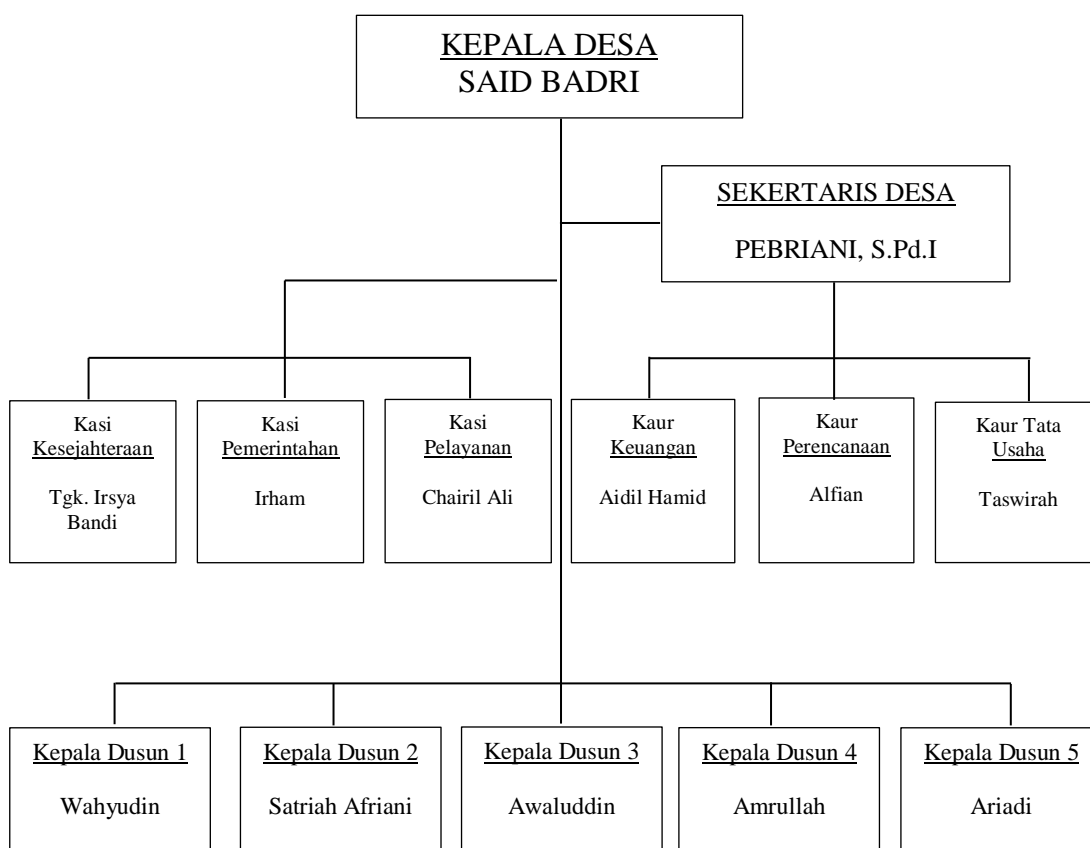 KEPALA DESA
SAID BADRI
SEKERTARIS DESA
PEBRIANI, S.Pd.I
Kasi
Kesejahteraan
Tgk. Irsya
Bandi
Kasi
Pemerintahan
Irham
Kasi
Pelayanan
Chairil Ali
Kaur
Keuangan
Aidil Hamid
Kaur
Perencanaan
Alfian
Kaur Tata
Usaha
Taswirah
Kepala Dusun 1
Wahyudin
Kepala Dusun 2
Satriah Afriani
Kepala Dusun 3
Awaluddin
Kepala Dusun 4
Amrullah
Kepala Dusun 5
Ariadi